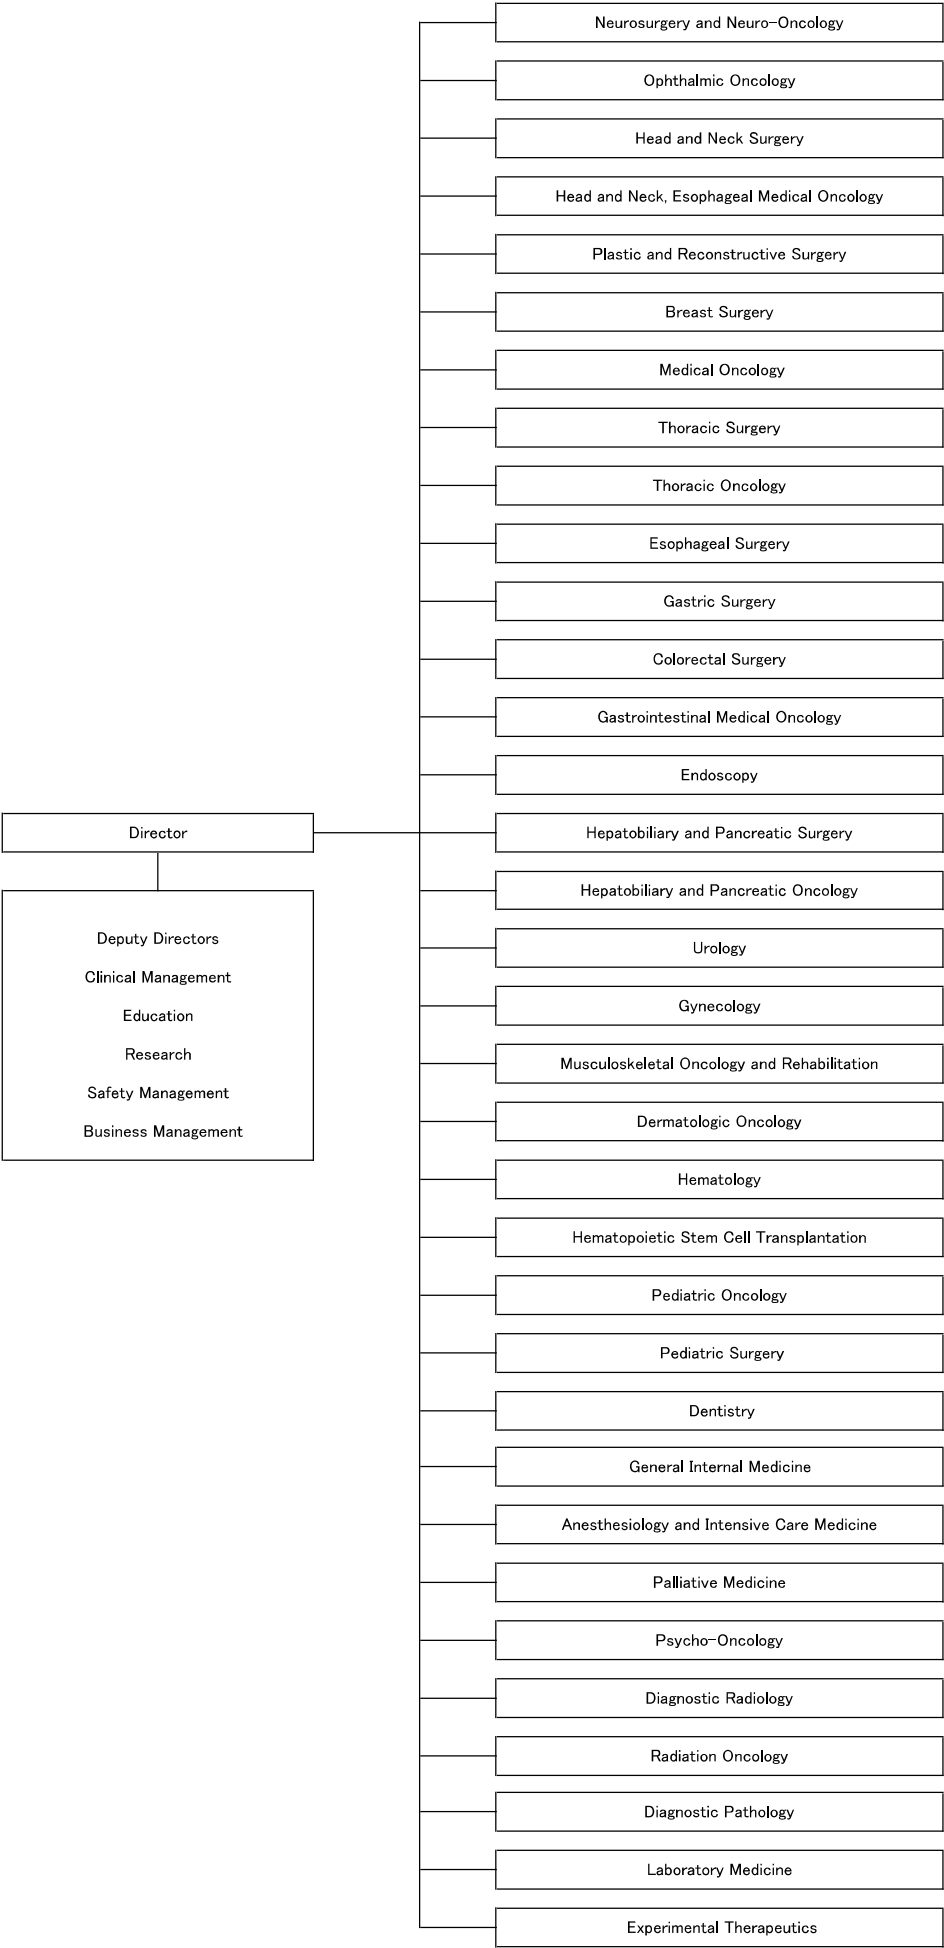 Neurosurgery and Neuro-Oncology
Ophthalmic Oncology
Head and Neck Surgery
Head and Neck, Esophageal Medical Oncology
Plastic and Reconstructive Surgery
Breast Surgery
Medical Oncology
Thoracic Surgery
Thoracic Oncology
Esophageal Surgery
Gastric Surgery
Colorectal Surgery
Gastrointestinal Medical Oncology
Endoscopy
Director
Hepatobiliary and Pancreatic Surgery
Hepatobiliary and Pancreatic Oncology
Deputy Directors
Clinical Management
Education
Research
Safety Management
Business Management
Urology
Gynecology
Musculoskeletal Oncology and Rehabilitation
Dermatologic Oncology
Hematology
Hematopoietic Stem Cell Transplantation
Pediatric Oncology
Pediatric Surgery
Dentistry
General Internal Medicine
Anesthesiology and Intensive Care Medicine
Palliative Medicine
Psycho-Oncology
Diagnostic Radiology
Radiation Oncology
Diagnostic Pathology
Laboratory Medicine
Experimental Therapeutics